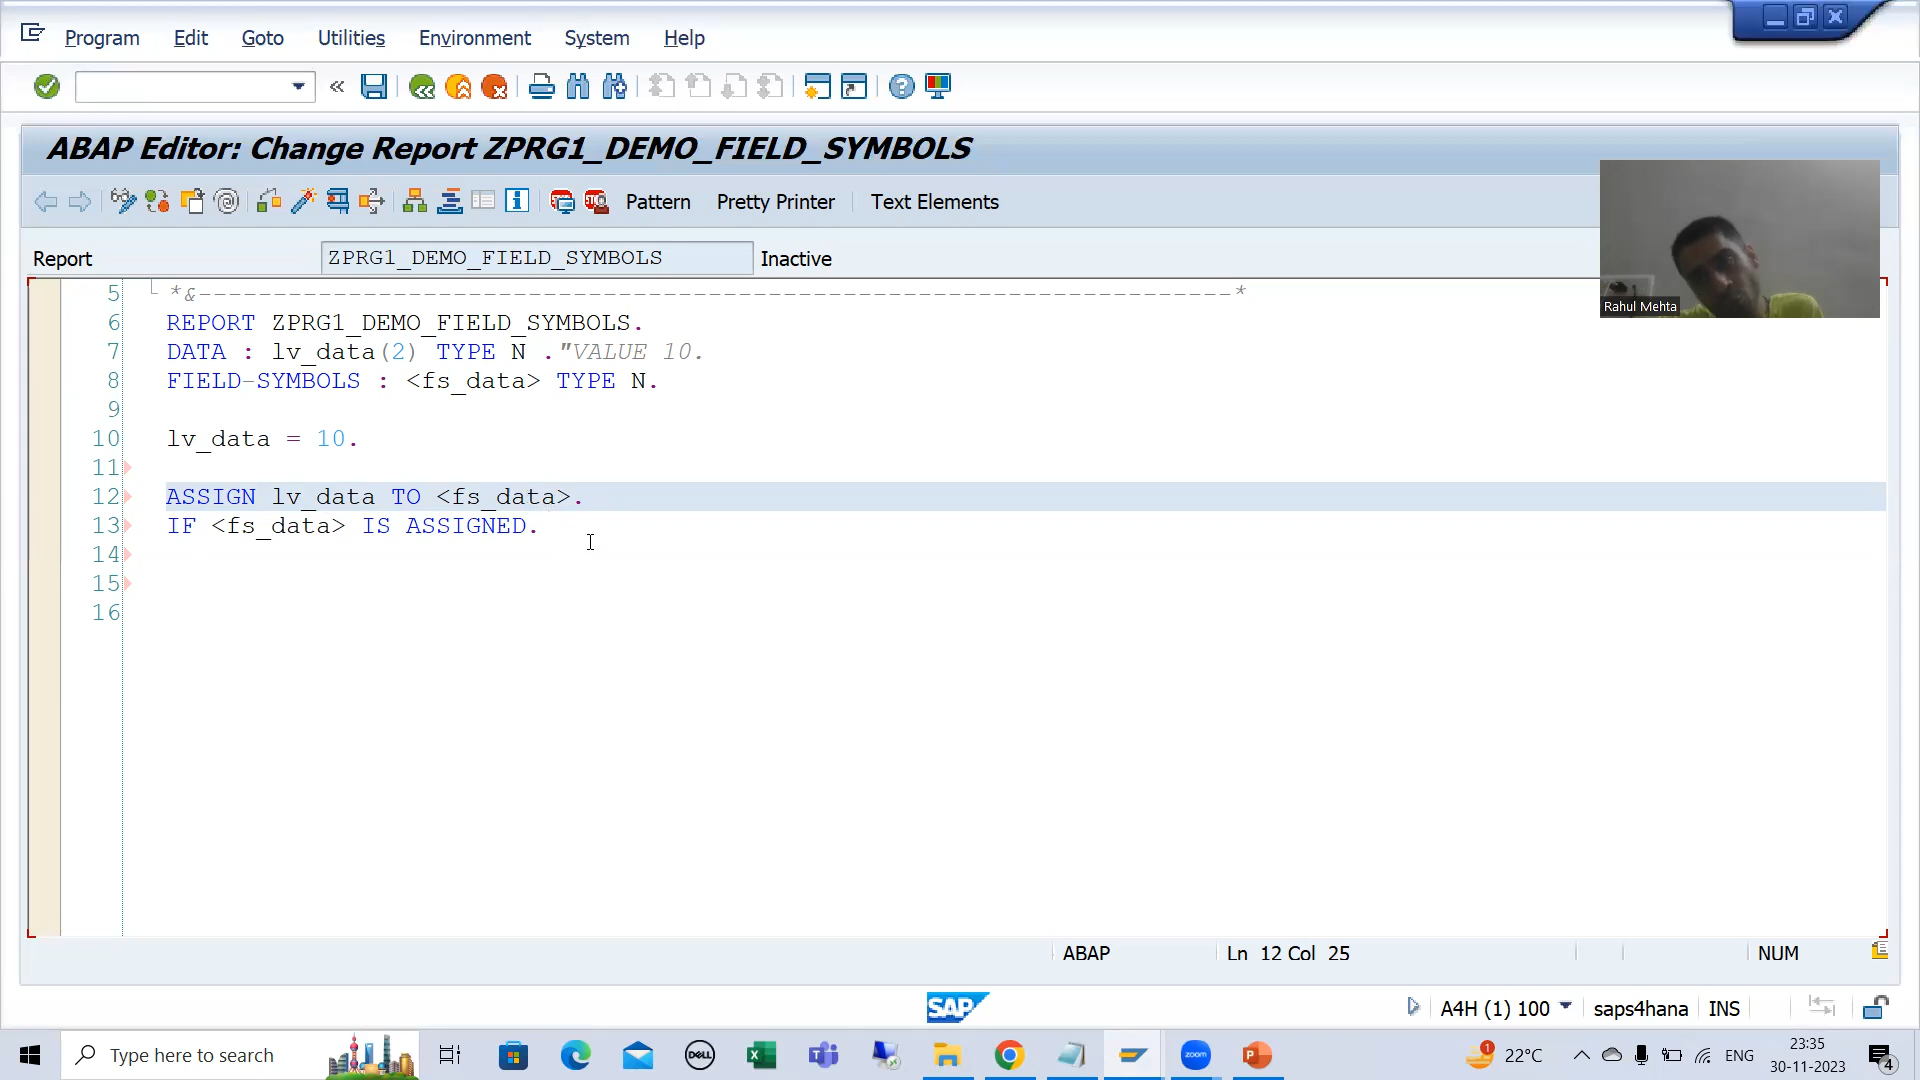 Program Edit Goto Utilities Environment System Help
ABAP Editor: Change Report ZPRG1_DEMO_FIELD_SYMBOLS
Pattern Pretty Printer Text Elements
Report ZPRG1_DEMO_FIELD_SYMBOLS Inactive
Rahul Mehta
5 *&---------------------------------------------------------------------*
6 REPORT ZPRG1_DEMO_FIELD_SYMBOLS.
7 DATA : lv_data(2) TYPE N ."VALUE 10.
8 FIELD-SYMBOLS : <fs_data> TYPE N.
9
10 lv_data = 10.
11
12 ASSIGN lv_data TO <fs_data>.
13 IF <fs_data> IS ASSIGNED.
14
15
16
ABAP Ln 12 Col 25 NUM
SAP
A4H (1) 100 saps4hana INS
Type here to search DELL zoom 1 22°C ENG 23:35
30-11-2023 4